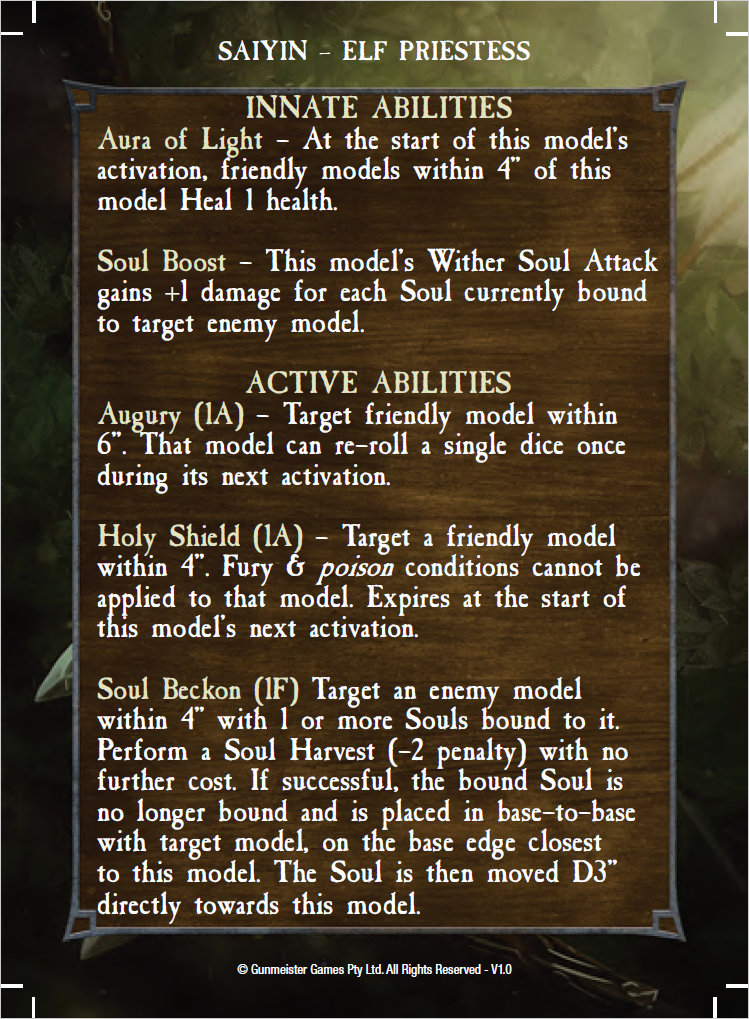 SAIYIN - ELF PRIESTESS
INNATE ABILITIES
Aura of Light - At the start of this model's
activation, friendly models within 4" of this
model Heal 1 health.
Soul Boost - This model's Wither Soul Attack
gains +1 damage for each Soul currently bound
to target enemy model.
ACTIVE ABILITIES
Augury (1A) - Target friendly model within
6". That model can re-roll a single dice once
during its next activation.
Holy Shield (1A) - Target a friendly model
within 4". Fury & poison conditions cannot be
applied to that model. Expires at the start of
this model's next activation.
Soul Beckon (1F) Target an enemy model
within 4" with 1 or more Souls bound to it.
Perform a Soul Harvest (-2 penalty) with no
further cost. If successful, the bound Soul is
no longer bound and is placed in base-to-base
with target model, on the base edge closest
to this model. The Soul is then moved D3"
directly towards this model.
© Gunmeister Games Pty Ltd. All Rights Reserved - V1.0